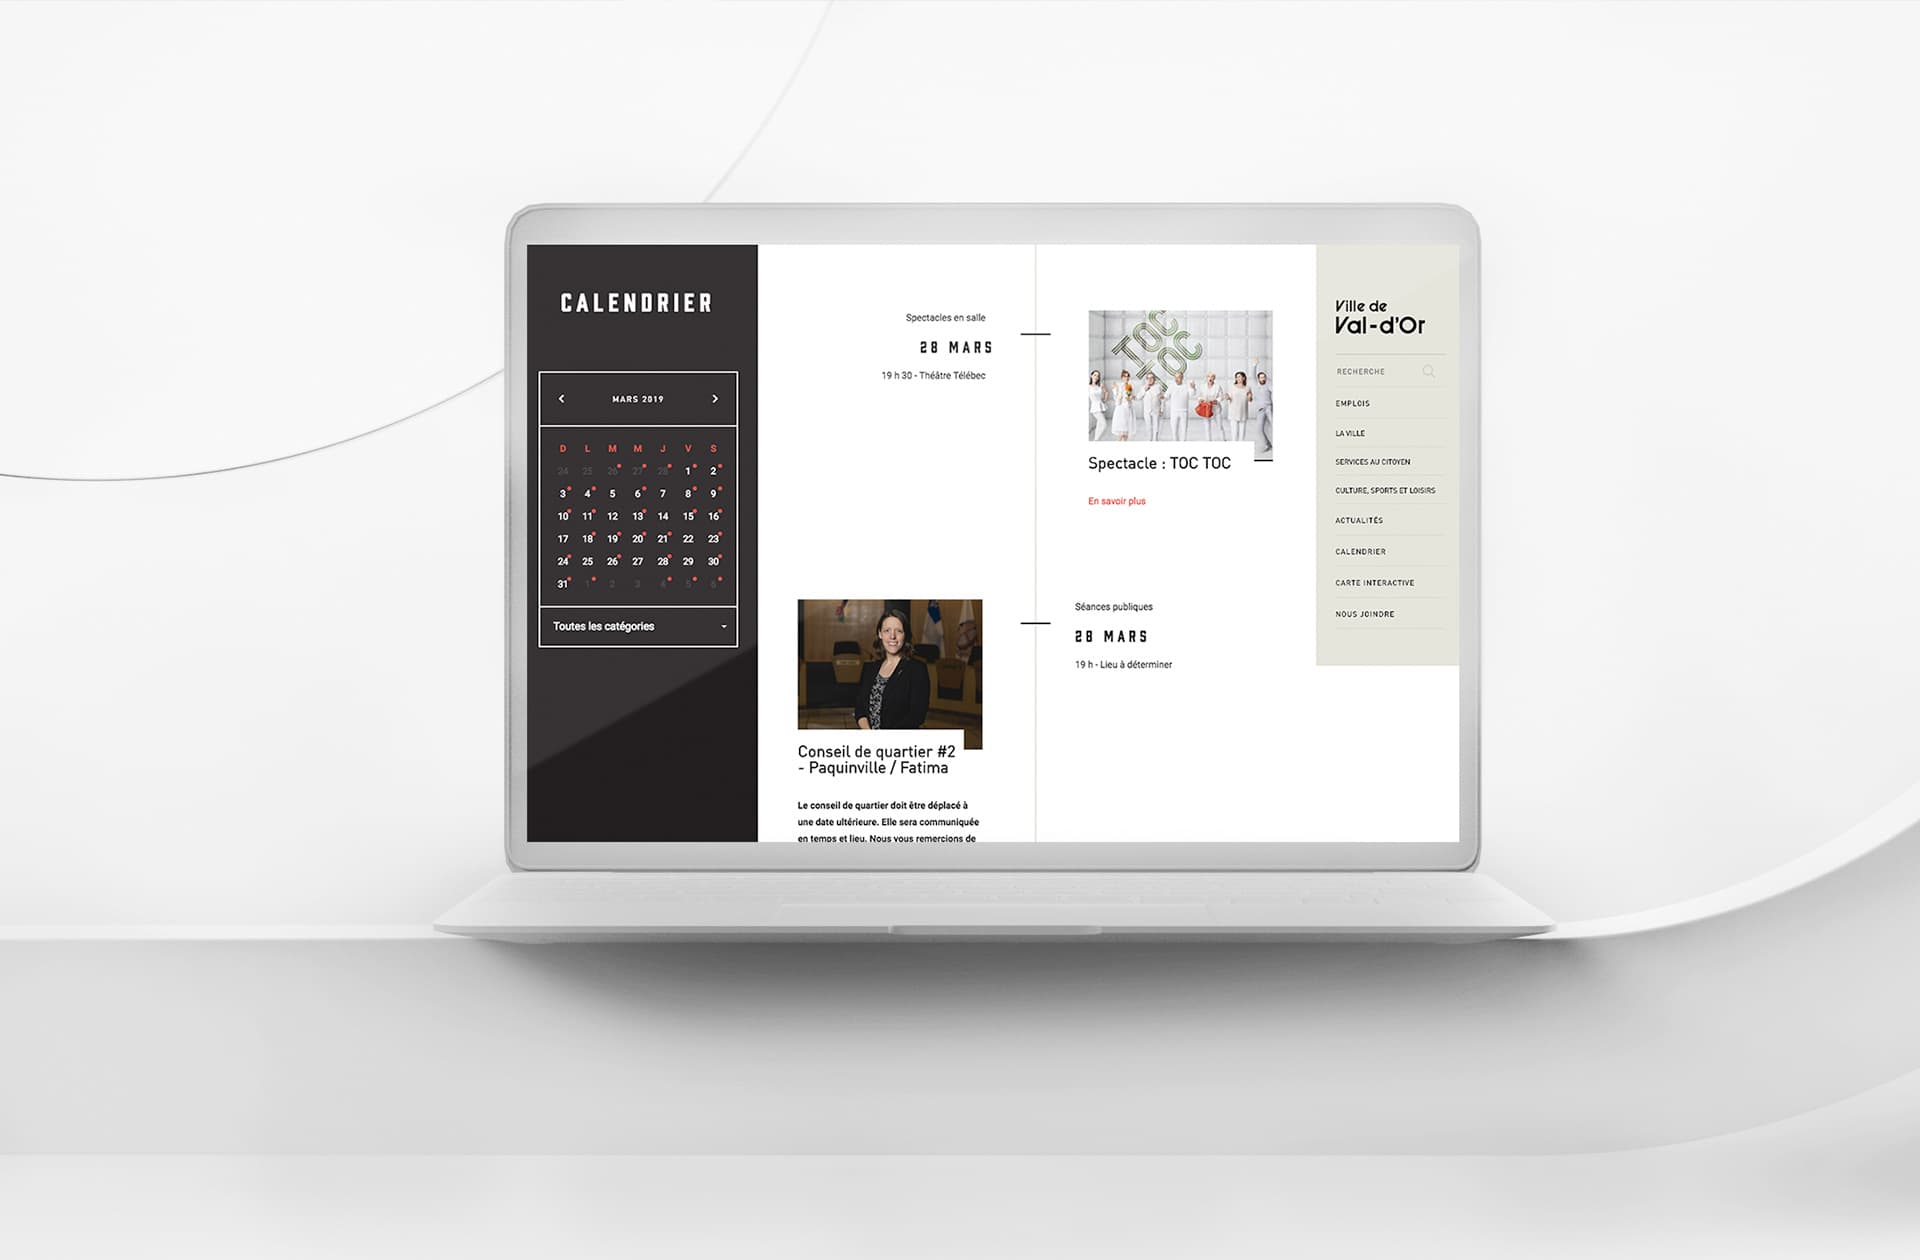 CALENDRIER
MARS 2019
D L M M J V S
24 25 26 27 28 1 2
3 4 5 6 7 8 9
10 11 12 13 14 15 16
17 18 19 20 21 22 23
24 25 26 27 28 29 30
31 1 2 3 4 5 6
Toutes les catégories
Spectacles en salle
28 MARS
19 h 30 - Théâtre Télébec
TOC
TOC
Spectacle : TOC TOC
En savoir plus
Séances publiques
28 MARS
19 h - Lieu à déterminer
Conseil de quartier #2
- Paquinville / Fatima
Le conseil de quartier doit être déplacé à
une date ultérieure. Elle sera communiquée
en temps et lieu. Nous vous remercions de
Ville de
Val-d'Or
RECHERCHE
EMPLOIS
LA VILLE
SERVICES AU CITOYEN
CULTURE, SPORTS ET LOISIRS
ACTUALITÉS
CALENDRIER
CARTE INTERACTIVE
NOUS JOINDRE